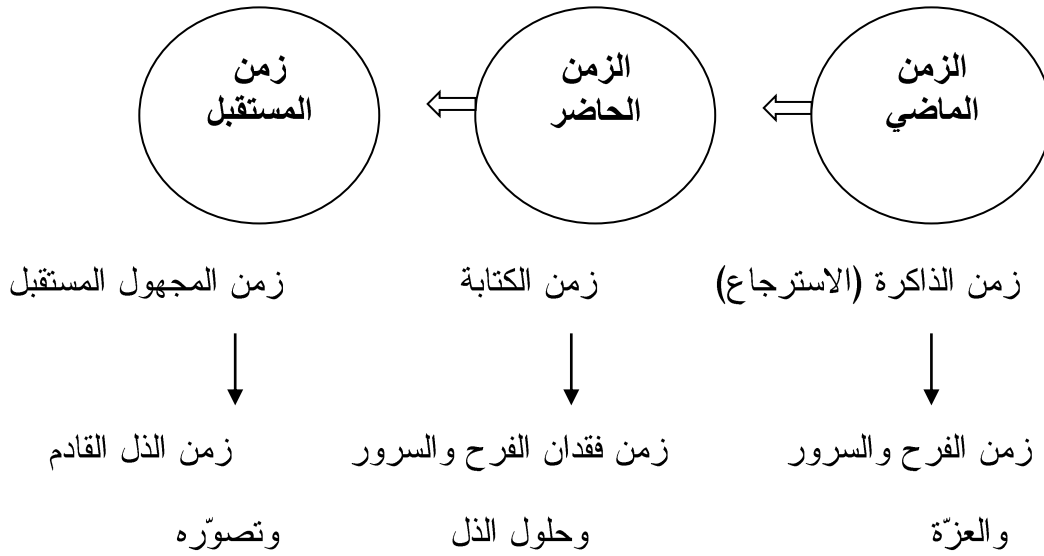 الزمن
الماضي
الزمن
الحاضر
زمن
المستقبل
زمن الذاكرة (الاسترجاع)
زمن الكتابة
زمن المجهول المستقبل
زمن الفرح والسرور
والعزّة
زمن فقدان الفرح والسرور
وحلول الذل
زمن الذل القادم
وتصوّره